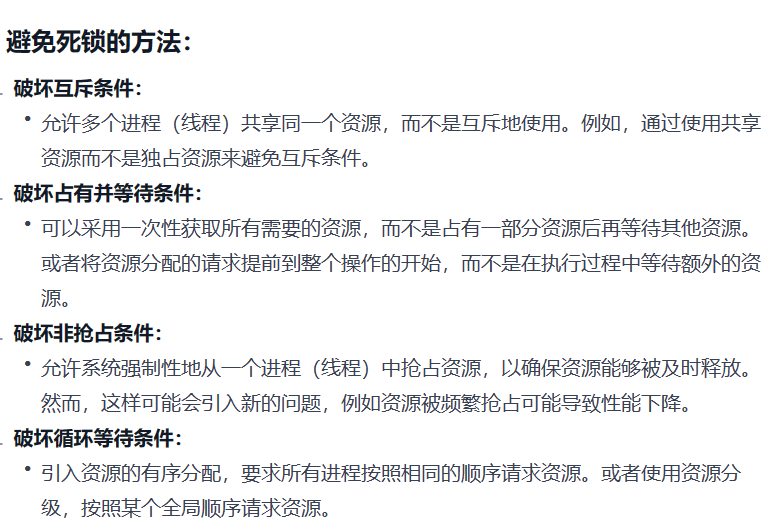 避免死锁的方法：
破坏互斥条件：
• 允许多个进程（线程）共享同一个资源，而不是互斥地使用。例如，通过使用共享
资源而不是独占资源来避免互斥条件。
破坏占有并等待条件：
• 可以采用一次性获取所有需要的资源，而不是占有一部分资源后再等待其他资源。
或者将资源分配的请求提前到整个操作的开始，而不是在执行过程中等待额外的资
源。
破坏非抢占条件：
• 允许系统强制性地从一个进程（线程）中抢占资源，以确保资源能够被及时释放。
然而，这样可能会引入新的问题，例如资源被频繁抢占可能导致性能下降。
破坏循环等待条件：
• 引入资源的有序分配，要求所有进程按照相同的顺序请求资源。或者使用资源分
级，按照某个全局顺序请求资源。